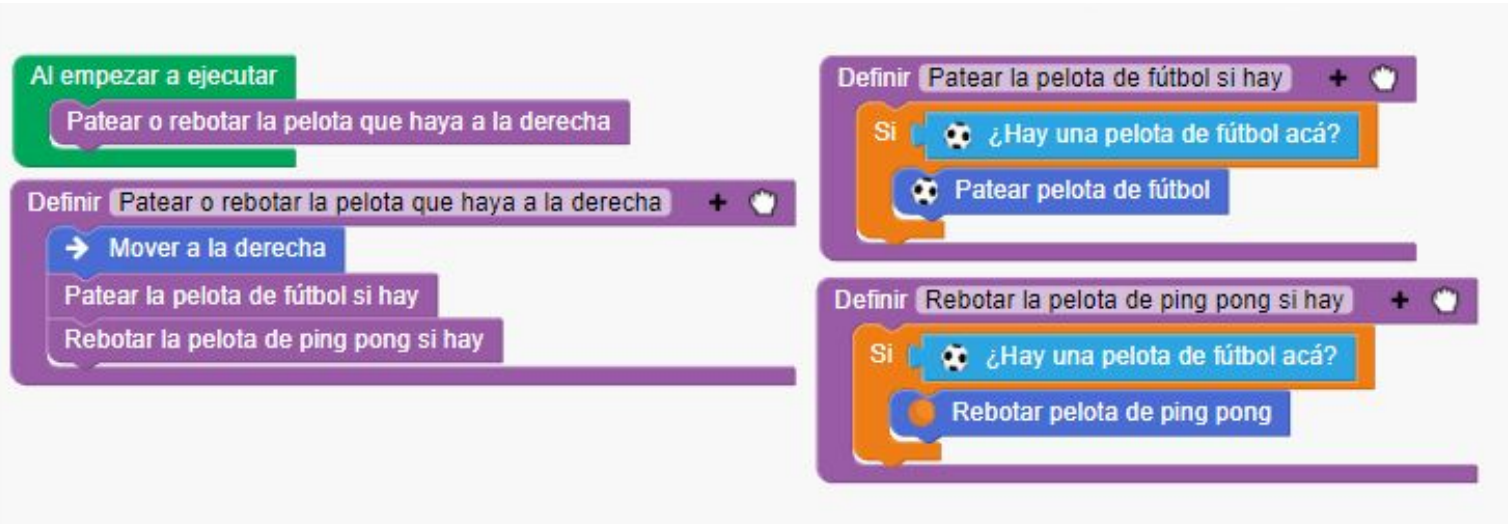 Al empezar a ejecutar
Patear o rebotar la pelota que haya a la derecha
Definir Patear o rebotar la pelota que haya a la derecha +
Mover a la derecha
Patear la pelota de fútbol si hay
Rebotar la pelota de ping pong si hay
Definir Patear la pelota de fútbol si hay +
Si ¿Hay una pelota de fútbol acá?
Patear pelota de fútbol
Definir Rebotar la pelota de ping pong si hay +
Si ¿Hay una pelota de fútbol acá?
Rebotar pelota de ping pong